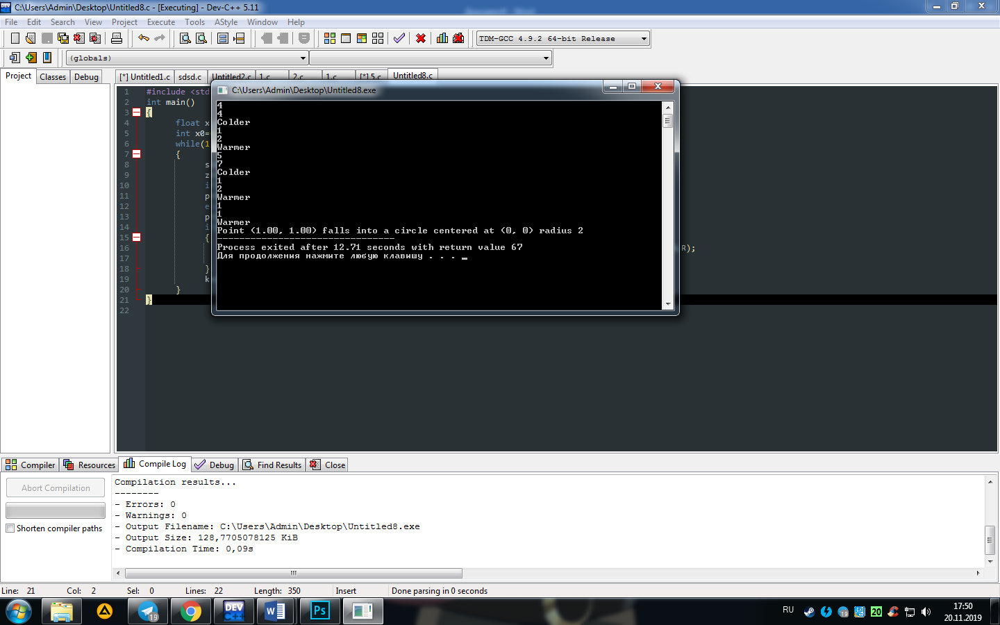 C:\Users\Admin\Desktop\Untitled8.c - [Executing] - Dev-C++ 5.11
File Edit Search View Project Execute Tools AStyle Window Help
TDM-GCC 4.9.2 64-bit Release
(globals)
Project Classes Debug
[*] Untitled1.c sdsd.c Untitled2.c 1.c 2.c 1.c [*] 5.c Untitled8.c
1 #include <std
2 int main()
3 {
4 float x
5 int x0=
6 while(1
7 {
8 s
9 z
10 i
11 p
12 e
13 p
14 i
15 {
16 R);
17
18 }
19 k
20 }
21 }
22
C:\Users\Admin\Desktop\Untitled8.exe
4
4
Colder
1
2
Warmer
5
7
Colder
1
2
Warmer
1
1
Warmer
Point (1.00, 1.00) falls into a circle centered at (0, 0) radius 2
--------------------------------
Process exited after 12.71 seconds with return value 67
Для продолжения нажмите любую клавишу . . .
Compiler Resources Compile Log Debug Find Results Close
Abort Compilation
Shorten compiler paths
Compilation results...
--------
- Errors: 0
- Warnings: 0
- Output Filename: C:\Users\Admin\Desktop\Untitled8.exe
- Output Size: 128,7705078125 KiB
- Compilation Time: 0,09s
Line: 21 Col: 2 Sel: 0 Lines: 22 Length: 350 Insert Done parsing in 0 seconds
19
DEV
C++
W
Ps
RU
19
20
17:50
20.11.2019